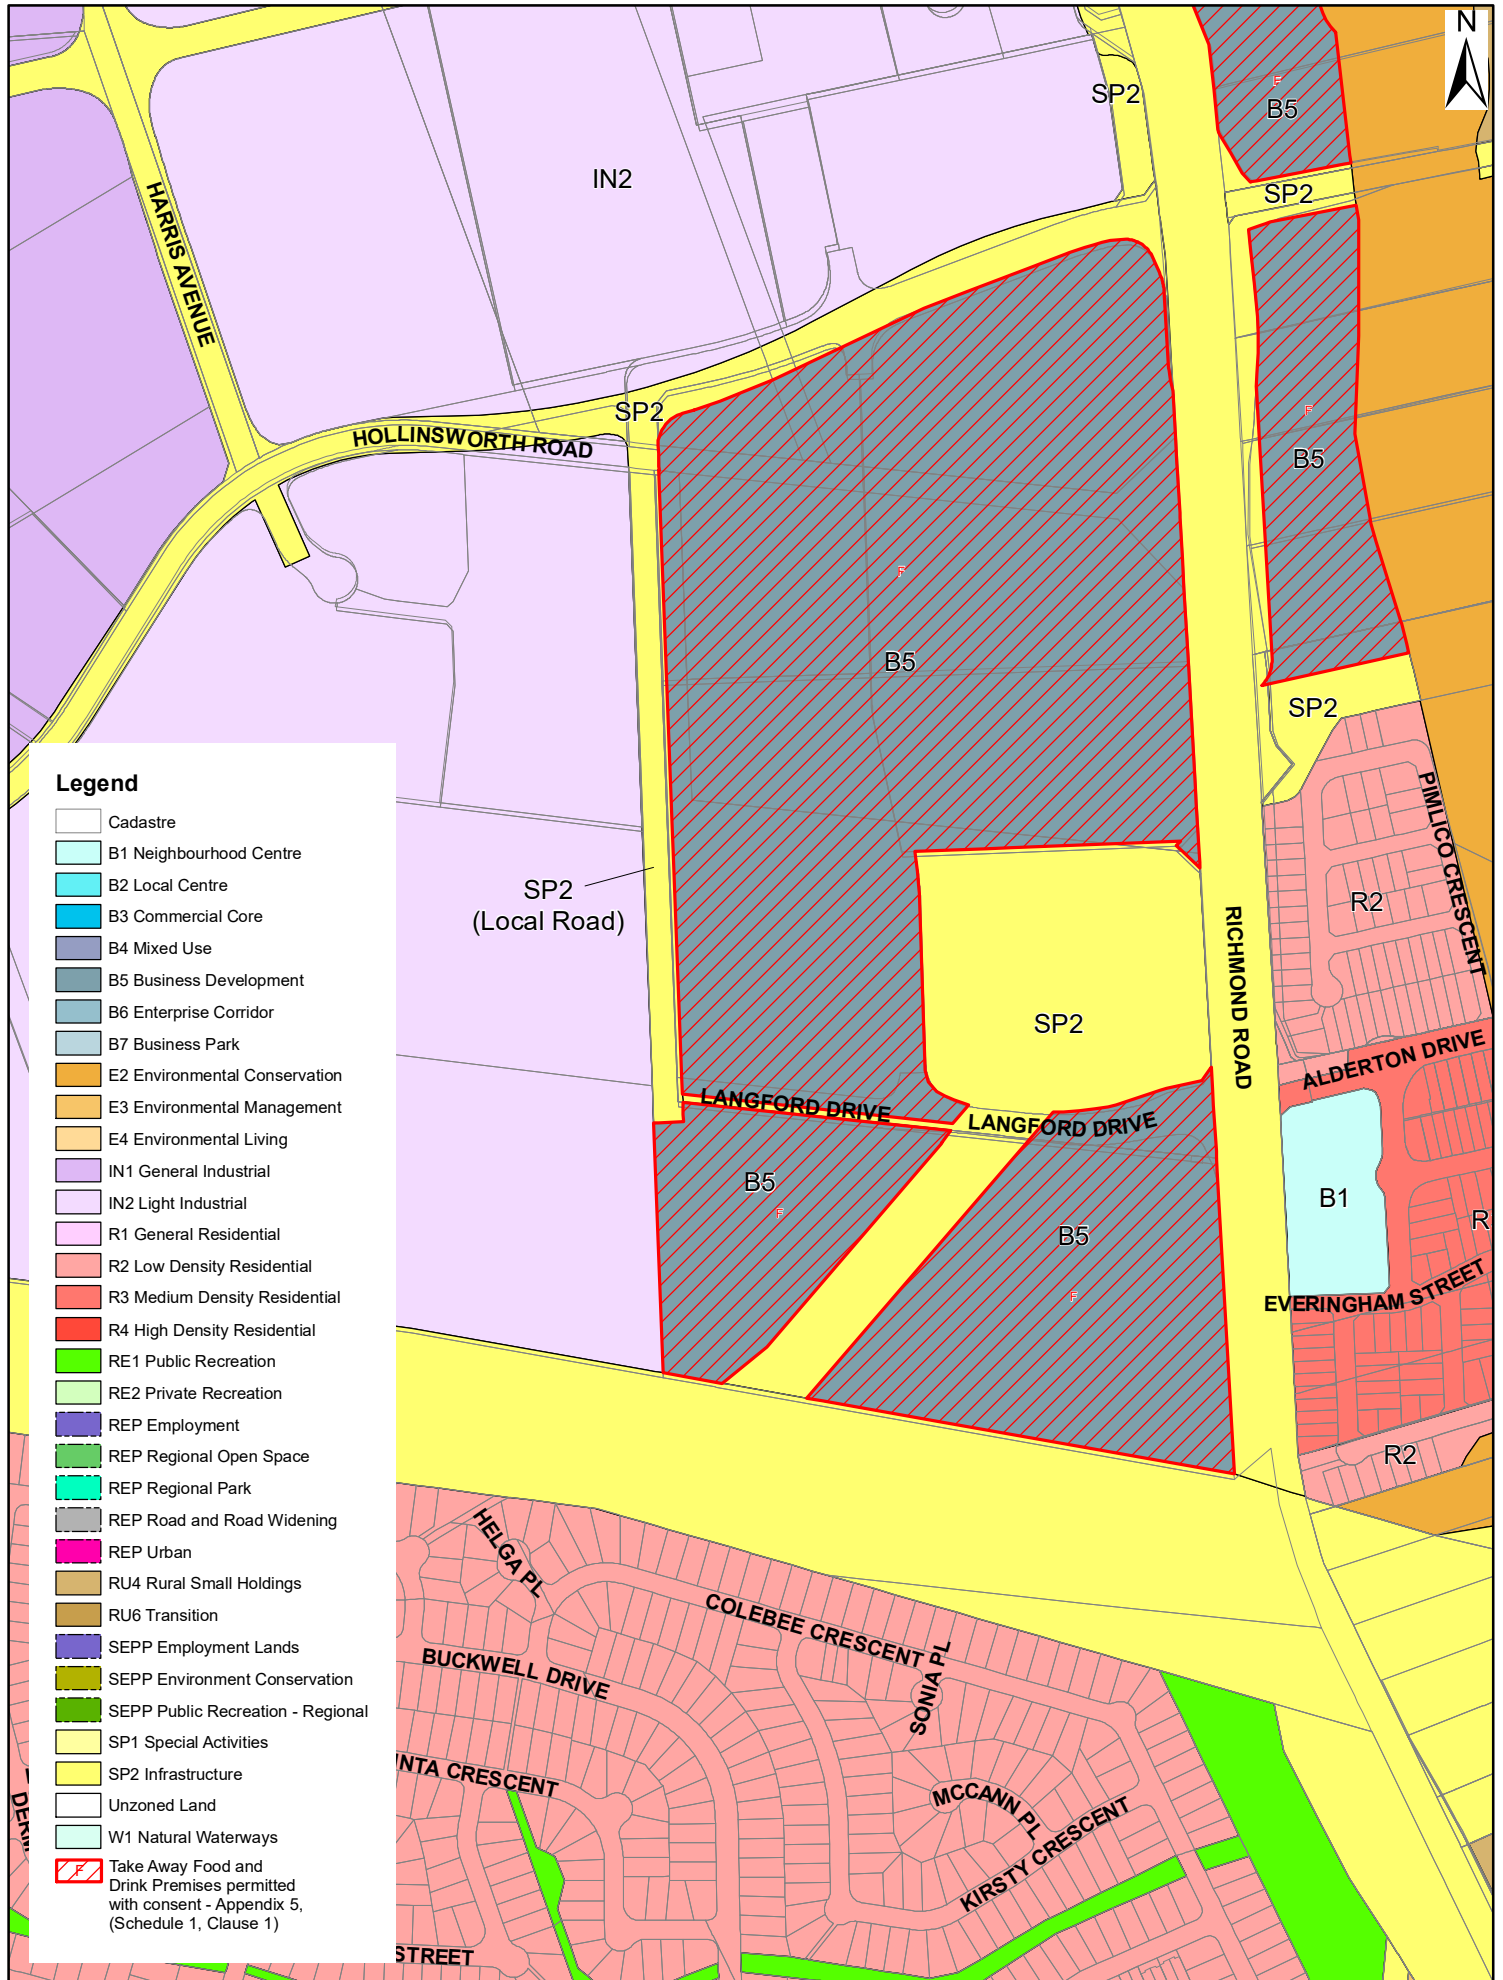 N
SP2
F
B5
IN2
SP2
HARRIS AVENUE
F
B5
SP2
HOLLINSWORTH ROAD
F
B5
SP2
SP2
(Local Road)
PIMLICO CRESCENT
R2
RICHMOND ROAD
SP2
ALDERTON DRIVE
LANGFORD DRIVE
LANGFORD DRIVE
B5
F
B5
F
B1
R
EVERINGHAM STREET
R2
HELGA PL
COLEBEE CRESCENT
SONIA PL
BUCKWELL DRIVE
INTA CRESCENT
MCCANN PL
KIRSTY CRESCENT
STREET
Legend
Cadastre
B1 Neighbourhood Centre
B2 Local Centre
B3 Commercial Core
B4 Mixed Use
B5 Business Development
B6 Enterprise Corridor
B7 Business Park
E2 Environmental Conservation
E3 Environmental Management
E4 Environmental Living
IN1 General Industrial
IN2 Light Industrial
R1 General Residential
R2 Low Density Residential
R3 Medium Density Residential
R4 High Density Residential
RE1 Public Recreation
RE2 Private Recreation
REP Employment
REP Regional Open Space
REP Regional Park
REP Road and Road Widening
REP Urban
RU4 Rural Small Holdings
RU6 Transition
SEPP Employment Lands
SEPP Environment Conservation
SEPP Public Recreation - Regional
SP1 Special Activities
SP2 Infrastructure
Unzoned Land
W1 Natural Waterways
F
Take Away Food and
Drink Premises permitted
with consent - Appendix 5,
(Schedule 1, Clause 1)